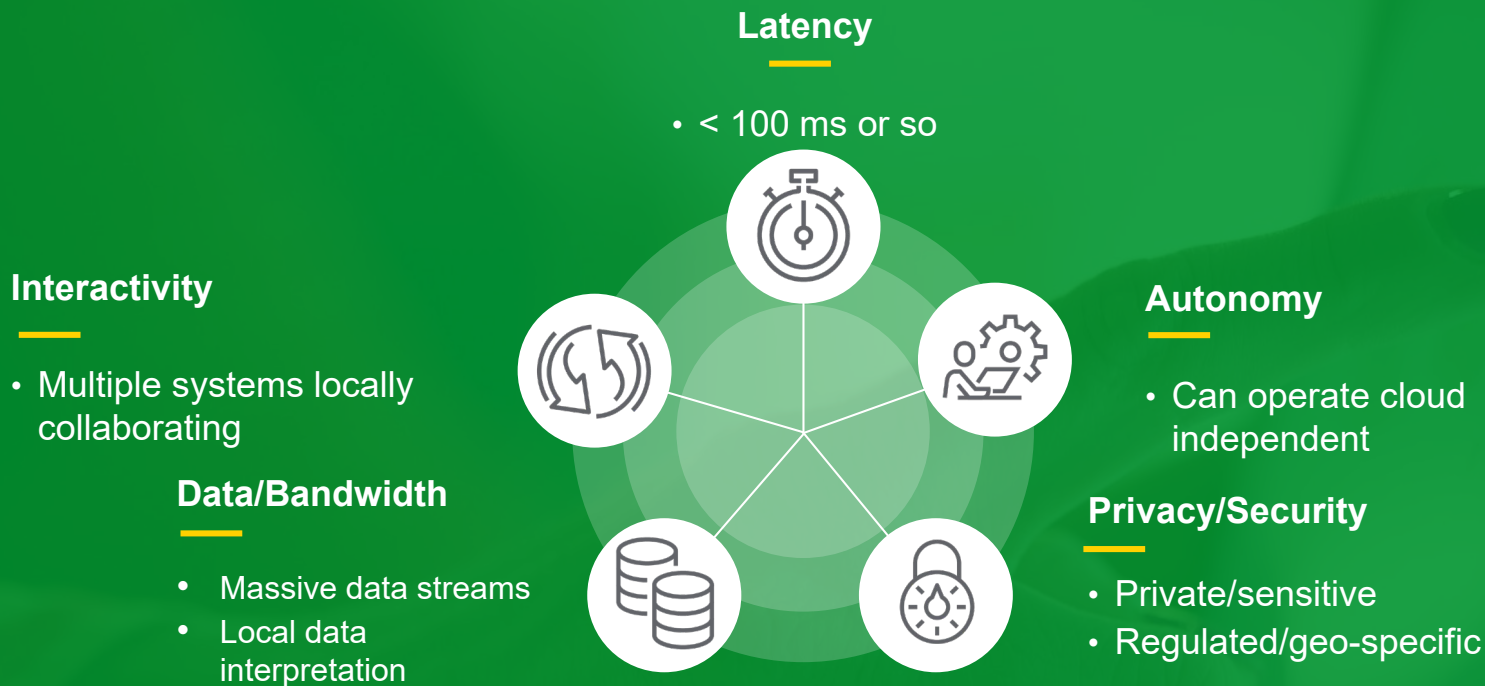 Latency
• < 100 ms or so
Interactivity
• Multiple systems locally
collaborating
Autonomy
• Can operate cloud
independent
Data/Bandwidth
• Massive data streams
• Local data
interpretation
Privacy/Security
• Private/sensitive
• Regulated/geo-specific